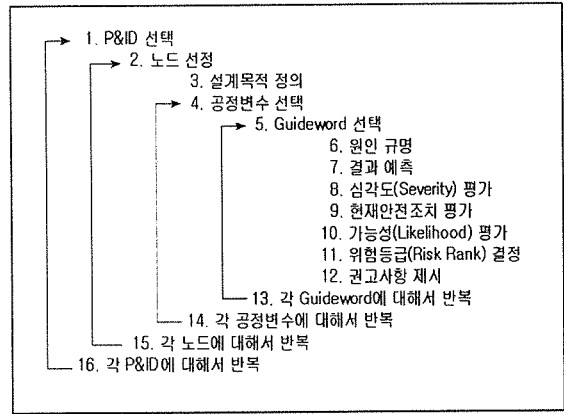 1. P&ID 선택
2. 노드 선정
3. 설계목적 정의
4. 공정변수 선택
5. Guideword 선택
6. 원인 규명
7. 결과 예측
8. 심각도(Severity) 평가
9. 현재안전조치 평가
10. 가능성(Likelihood) 평가
11. 위험등급(Risk Rank) 결정
12. 권고사항 제시
13. 각 Guideword에 대해서 반복
14. 각 공정변수에 대해서 반복
15. 각 노드에 대해서 반복
16. 각 P&ID에 대해서 반복